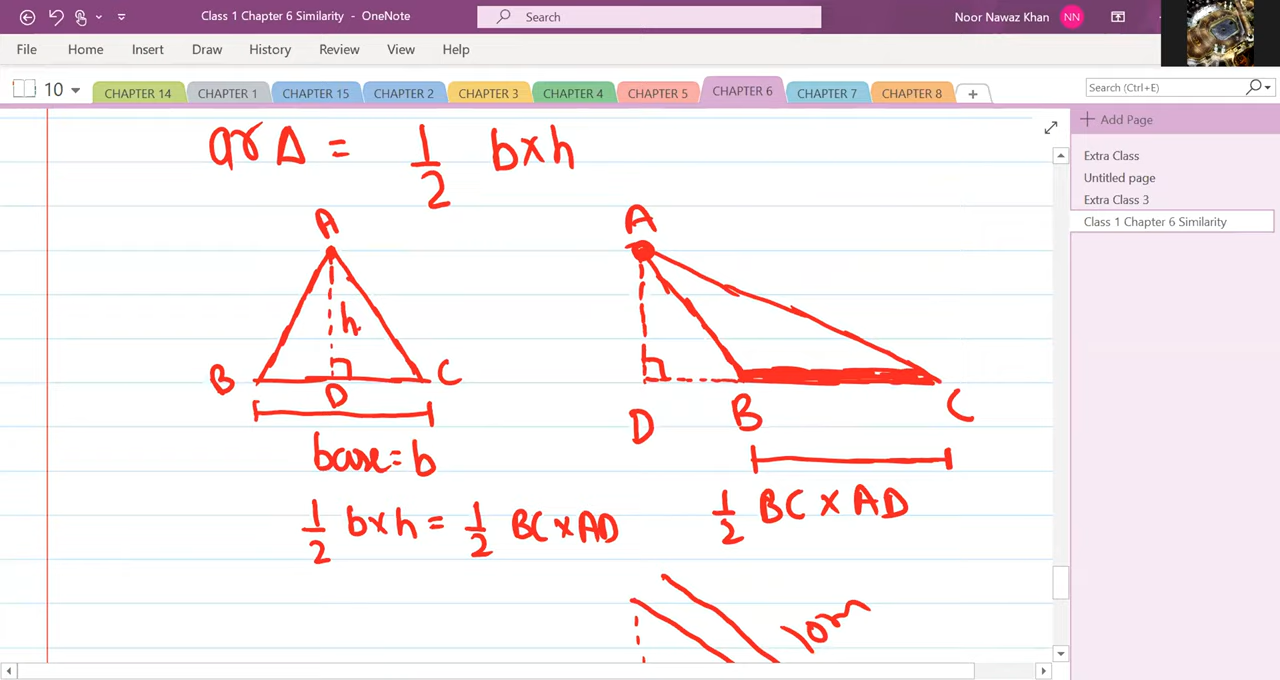 Class 1 Chapter 6 Similarity - OneNote
Search
Noor Nawaz Khan NN
File Home Insert Draw History Review View Help
10 CHAPTER 14 CHAPTER 1 CHAPTER 15 CHAPTER 2 CHAPTER 3 CHAPTER 4 CHAPTER 5 CHAPTER 6 CHAPTER 7 CHAPTER 8 +
Search (Ctrl+E)
Add Page
Extra Class
Untitled page
Extra Class 3
Class 1 Chapter 6 Similarity
ar Δ = 1/2 b×h
A
h
B D C
base = b
1/2 b×h = 1/2 BC × AD
A
D B C
1/2 BC × AD
10m